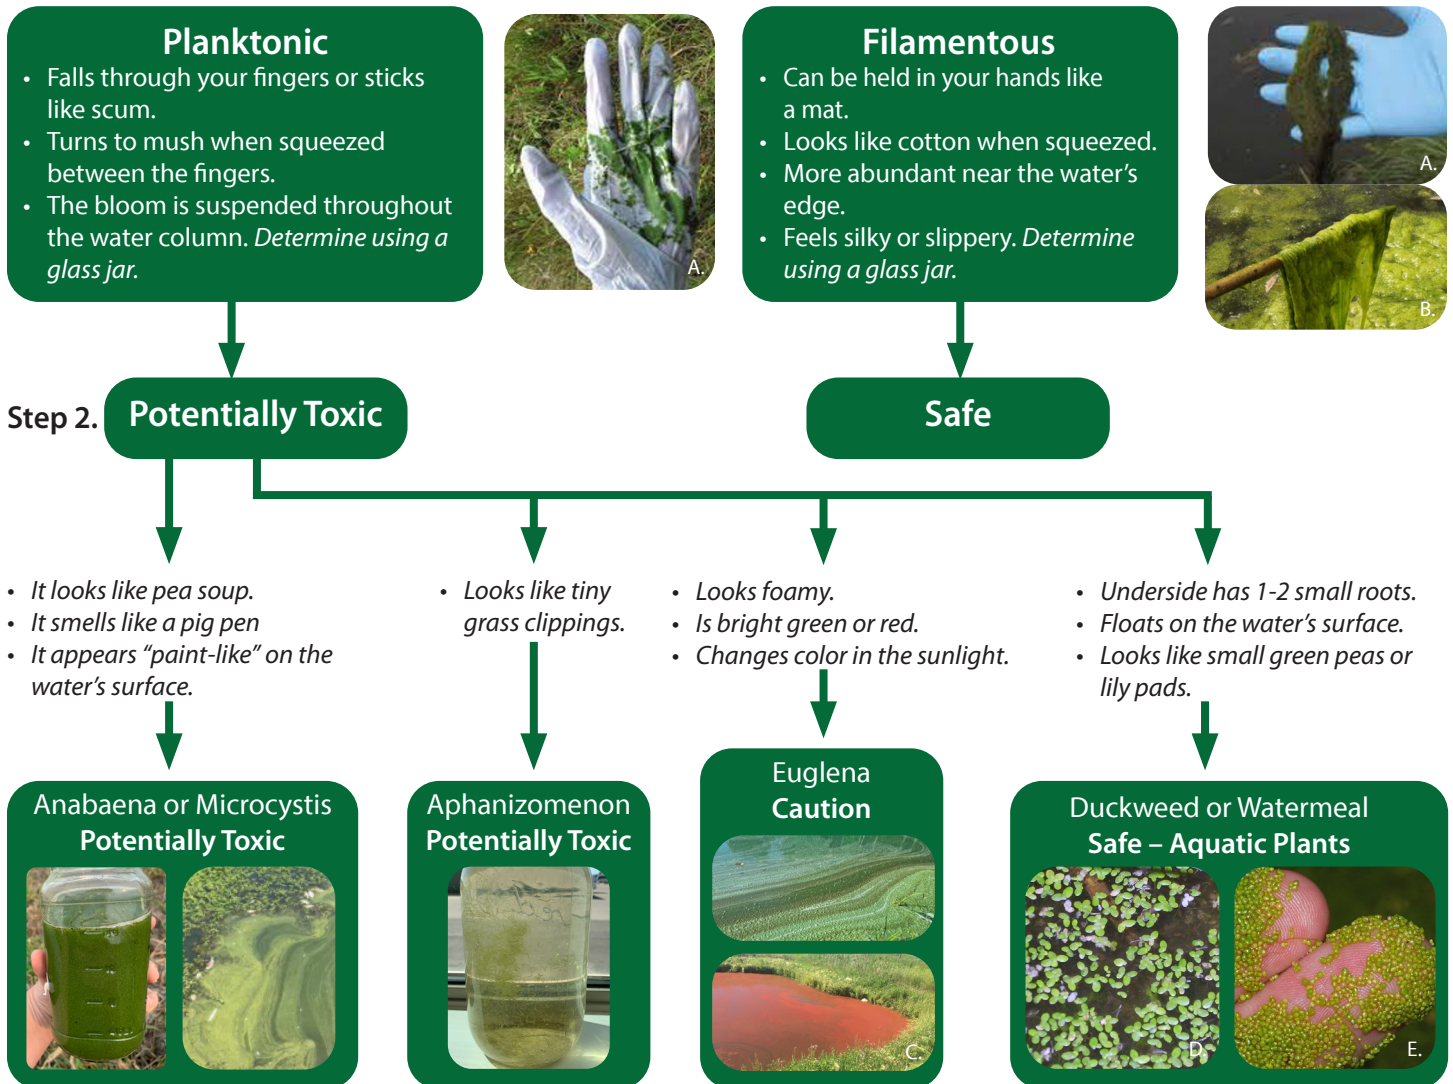 Planktonic
• Falls through your fingers or sticks
like scum.
• Turns to mush when squeezed
between the fingers.
• The bloom is suspended throughout
the water column. Determine using a
glass jar.
A.
Filamentous
• Can be held in your hands like
a mat.
• Looks like cotton when squeezed.
• More abundant near the water's
edge.
• Feels silky or slippery. Determine
using a glass jar.
A.
B.
Step 2.
Potentially Toxic
Safe
• It looks like pea soup.
• It smells like a pig pen
• It appears “paint-like” on the
water's surface.
• Looks like tiny
grass clippings.
• Looks foamy.
• Is bright green or red.
• Changes color in the sunlight.
• Underside has 1-2 small roots.
• Floats on the water's surface.
• Looks like small green peas or
lily pads.
Anabaena or Microcystis
Potentially Toxic
Aphanizomenon
Potentially Toxic
Euglena
Caution
C.
Duckweed or Watermeal
Safe – Aquatic Plants
D.
E.